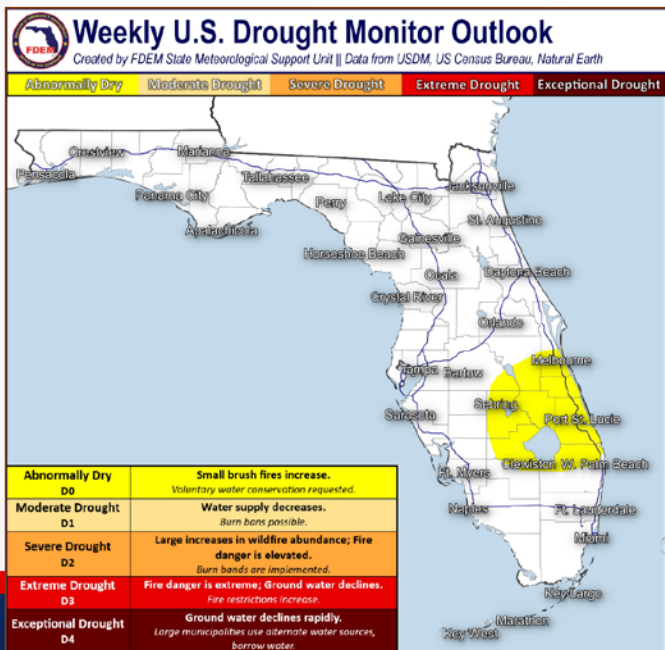 FDEM
Weekly U.S. Drought Monitor Outlook
Created by FDEM State Meteorological Support Unit || Data from USDM, US Census Bureau, Natural Earth
Abnormally Dry Moderate Drought Severe Drought Extreme Drought Exceptional Drought
Crestview
Marianna
Pensacola
Tallahassee
Jacksonville
Panama City
Perry
Lake City
Apalachicola
St. Augustine
Gainesville
Horseshoe Beach
Ocala
Daytona Beach
Crystal River
Orlando
Melbourne
Tampa
Bartow
Sebring
Sarasota
Port St. Lucie
Clewiston
W. Palm Beach
Ft. Myers
Naples
Ft. Lauderdale
Miami
Key Largo
Marathon
Key West
Abnormally Dry
D0
Small brush fires increase.
Voluntary water conservation requested.
Moderate Drought
D1
Water supply decreases.
Burn bans possible.
Severe Drought
D2
Large increases in wildfire abundance; Fire
danger is elevated.
Burn bands are implemented.
Extreme Drought
D3
Fire danger is extreme; Ground water declines.
Fire restrictions increase.
Exceptional Drought
D4
Ground water declines rapidly.
Large municipalities use alternate water sources,
borrow water.